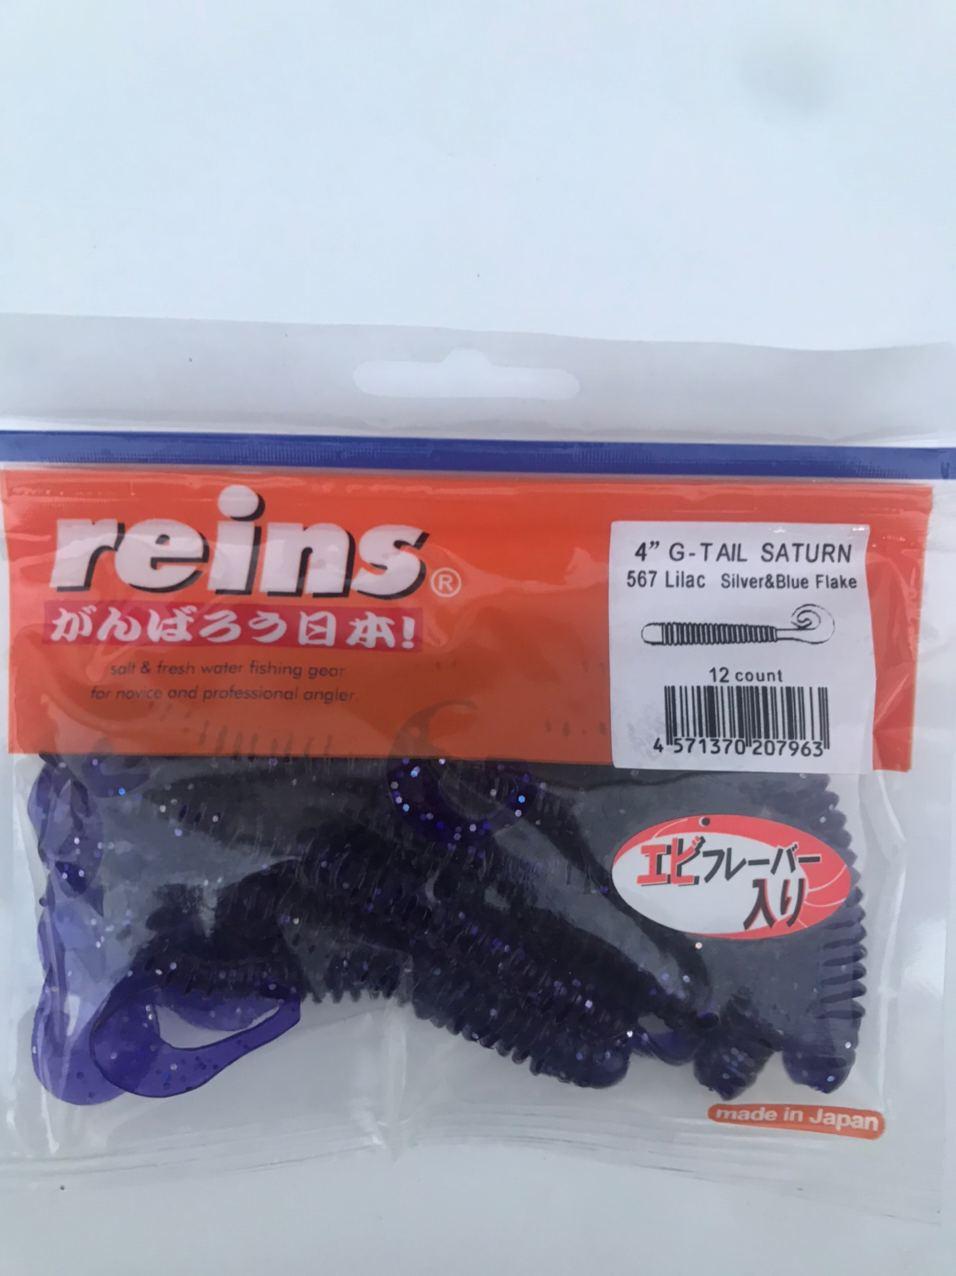 reins®
がんばろう日本!
salt & fresh water fishing gear
for novice and professional angler.
4” G-TAIL SATURN
567 Lilac Silver&Blue Flake
12 count
4 571370 207963
エビフレーバー
入り
made in Japan